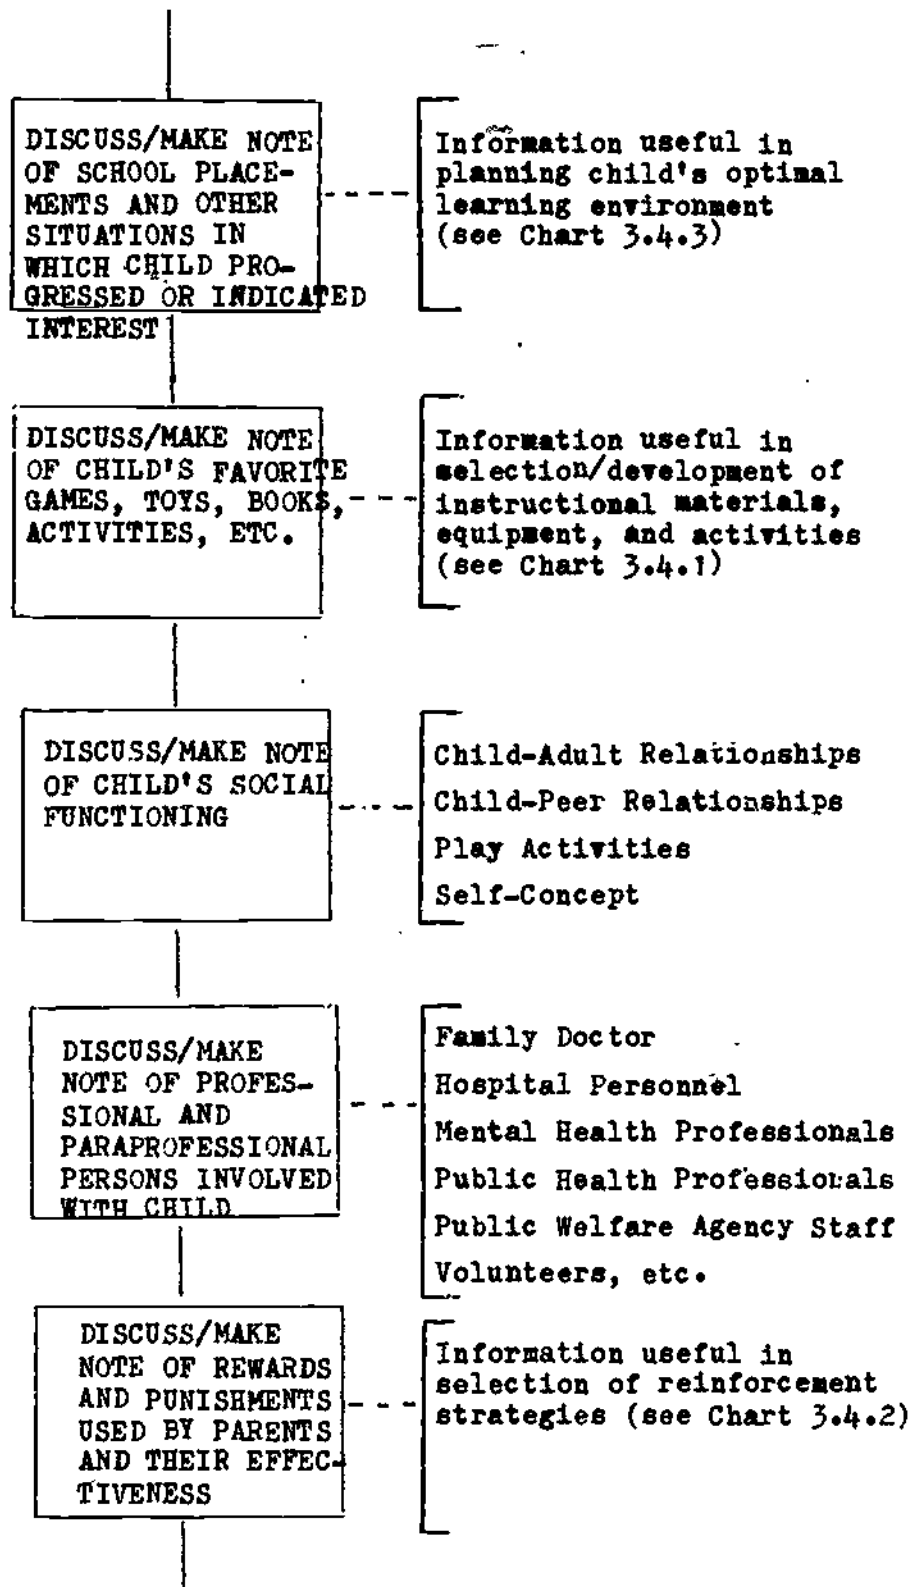 DISCUSS/MAKE NOTE
OF SCHOOL PLACE-
MENTS AND OTHER
SITUATIONS IN
WHICH CHILD PRO-
GRESSED OR INDICATED
INTEREST
Information useful in
planning child's optimal
learning environment
(see Chart 3.4.3)
DISCUSS/MAKE NOTE
OF CHILD'S FAVORITE
GAMES, TOYS, BOOKS,
ACTIVITIES, ETC.
Information useful in
selection/development of
instructional materials,
equipment, and activities
(see Chart 3.4.1)
DISCUSS/MAKE NOTE
OF CHILD'S SOCIAL
FUNCTIONING
Child-Adult Relationships
Child-Peer Relationships
Play Activities
Self-Concept
DISCUSS/MAKE
NOTE OF PROFES-
SIONAL AND
PARAPROFESSIONAL
PERSONS INVOLVED
WITH CHILD
Family Doctor
Hospital Personnel
Mental Health Professionals
Public Health Professionals
Public Welfare Agency Staff
Volunteers, etc.
DISCUSS/MAKE
NOTE OF REWARDS
AND PUNISHMENTS
USED BY PARENTS
AND THEIR EFFEC-
TIVENESS
Information useful in
selection of reinforcement
strategies (see Chart 3.4.2)